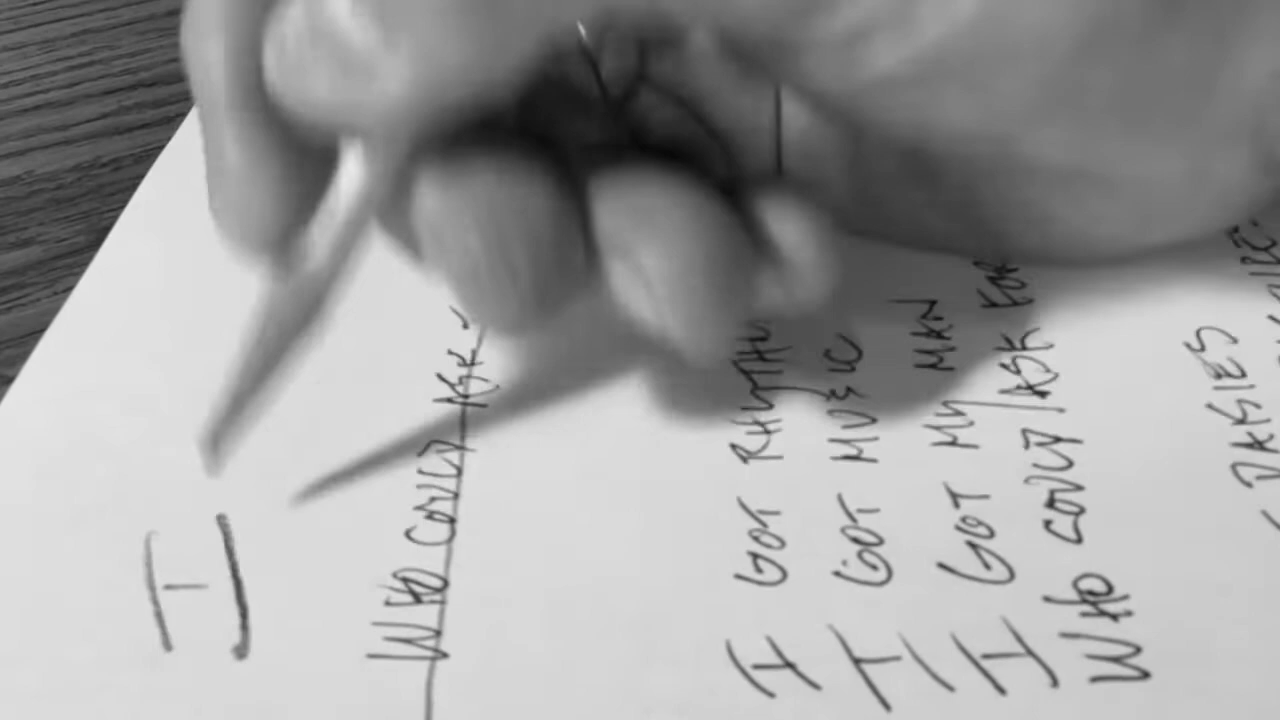 I
WHO COULD ASK
I GOT RHYTHM
I GOT MUSIC
I GOT MY MAN
WHO COULD / ASK FOR
DAISIES